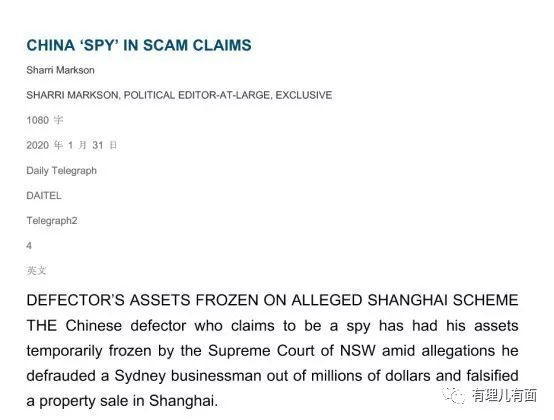 CHINA ‘SPY’ IN SCAM CLAIMS
Sharri Markson
SHARRI MARKSON, POLITICAL EDITOR-AT-LARGE, EXCLUSIVE
1080 字
2020 年 1 月 31 日
Daily Telegraph
DAITEL
Telegraph2
4
英文
DEFECTOR’S ASSETS FROZEN ON ALLEGED SHANGHAI SCHEME
THE Chinese defector who claims to be a spy has had his assets
temporarily frozen by the Supreme Court of NSW amid allegations he
defrauded a Sydney businessman out of millions of dollars and falsified
a property sale in Shanghai.
有理儿有面